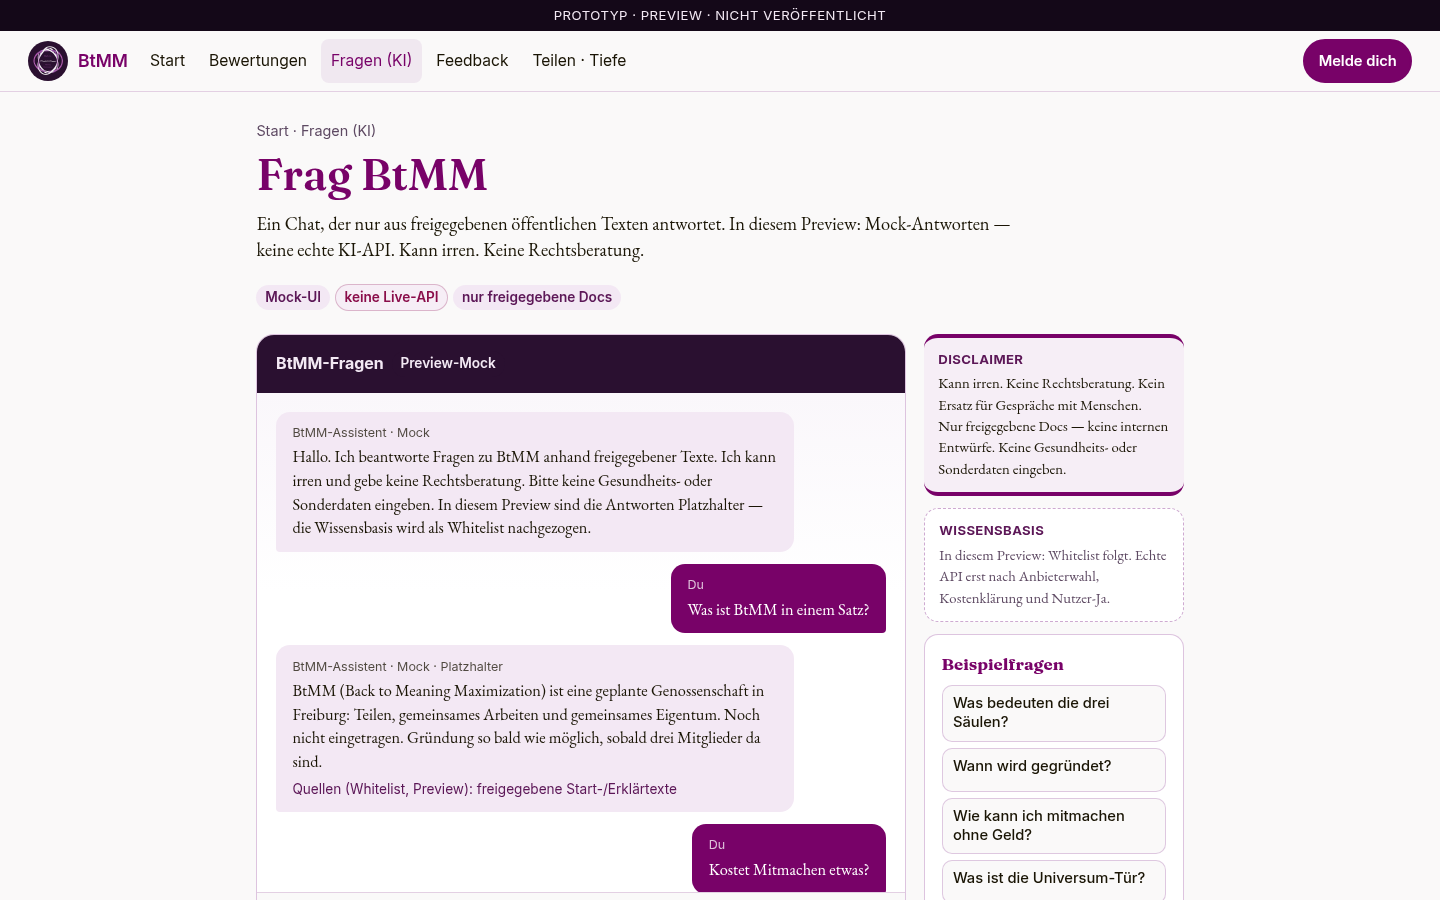 PROTOTYP · PREVIEW · NICHT VERÖFFENTLICHT
BtMM
Start
Bewertungen
Fragen (KI)
Feedback
Teilen · Tiefe
Melde dich
Start · Fragen (KI)
Frag BtMM
Ein Chat, der nur aus freigegebenen öffentlichen Texten antwortet. In diesem Preview: Mock-Antworten —
keine echte KI-API. Kann irren. Keine Rechtsberatung.
Mock-UI
keine Live-API
nur freigegebene Docs
BtMM-Fragen
Preview-Mock
BtMM-Assistent · Mock
Hallo. Ich beantworte Fragen zu BtMM anhand freigegebener Texte. Ich kann
irren und gebe keine Rechtsberatung. Bitte keine Gesundheits- oder
Sonderdaten eingeben. In diesem Preview sind die Antworten Platzhalter —
die Wissensbasis wird als Whitelist nachgezogen.
Du
Was ist BtMM in einem Satz?
BtMM-Assistent · Mock · Platzhalter
BtMM (Back to Meaning Maximization) ist eine geplante Genossenschaft in
Freiburg: Teilen, gemeinsames Arbeiten und gemeinsames Eigentum. Noch
nicht eingetragen. Gründung so bald wie möglich, sobald drei Mitglieder da
sind.
Quellen (Whitelist, Preview): freigegebene Start-/Erklärtexte
Du
Kostet Mitmachen etwas?
DISCLAIMER
Kann irren. Keine Rechtsberatung. Kein
Ersatz für Gespräche mit Menschen.
Nur freigegebene Docs — keine internen
Entwürfe. Keine Gesundheits- oder
Sonderdaten eingeben.
WISSENSBASIS
In diesem Preview: Whitelist folgt. Echte
API erst nach Anbieterwahl,
Kostenklärung und Nutzer-Ja.
Beispielfragen
Was bedeuten die drei
Säulen?
Wann wird gegründet?
Wie kann ich mitmachen
ohne Geld?
Was ist die Universum-Tür?